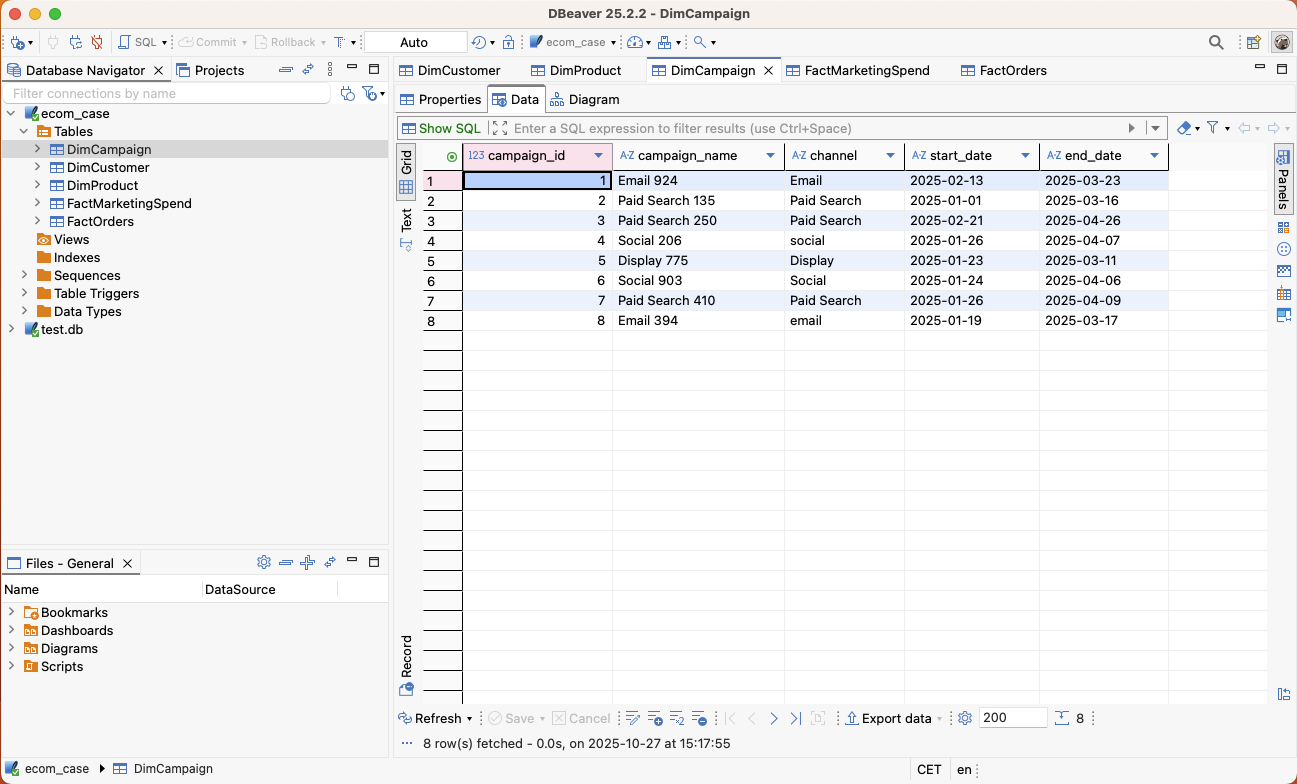 DBeaver 25.2.2 - DimCampaign
SQL Commit Rollback T Auto ecom_case
Database Navigator Projects
Filter connections by name
ecom_case
Tables
DimCampaign
DimCustomer
DimProduct
FactMarketingSpend
FactOrders
Views
Indexes
Sequences
Table Triggers
Data Types
test.db
Files - General
Name DataSource
Bookmarks
Dashboards
Diagrams
Scripts
DimCustomer DimProduct DimCampaign FactMarketingSpend FactOrders
Properties Data Diagram
Show SQL Enter a SQL expression to filter results (use Ctrl+Space)
Grid
Text
Record
123 campaign_id A-Z campaign_name A-Z channel A-Z start_date A-Z end_date
1 1 Email 924 Email 2025-02-13 2025-03-23
2 2 Paid Search 135 Paid Search 2025-01-01 2025-03-16
3 3 Paid Search 250 Paid Search 2025-02-21 2025-04-26
4 4 Social 206 social 2025-01-26 2025-04-07
5 5 Display 775 Display 2025-01-23 2025-03-11
6 6 Social 903 Social 2025-01-24 2025-04-06
7 7 Paid Search 410 Paid Search 2025-01-26 2025-04-09
8 8 Email 394 email 2025-01-19 2025-03-17
Panels
Refresh Save Cancel Export data 200 8
8 row(s) fetched - 0.0s, on 2025-10-27 at 15:17:55
ecom_case DimCampaign CET en